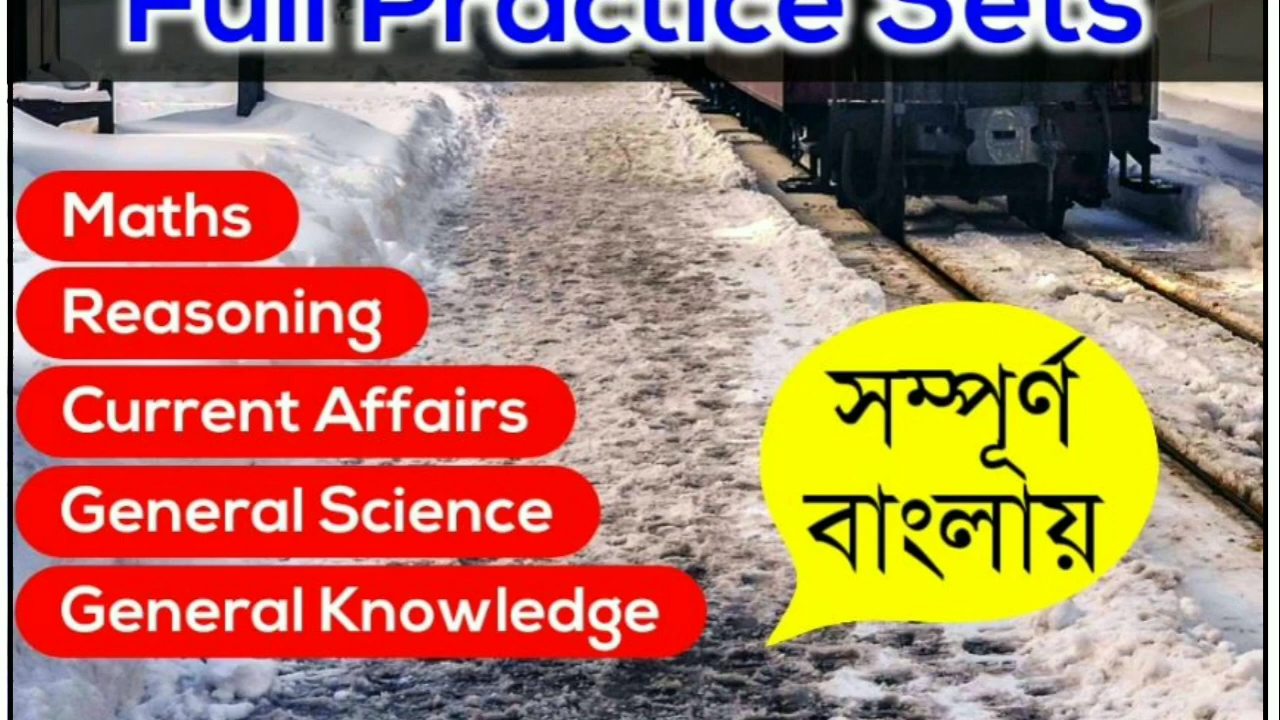 Full Practice Sets
Maths
Reasoning
Current Affairs
General Science
General Knowledge
সম্পূর্ণ
বাংলায়